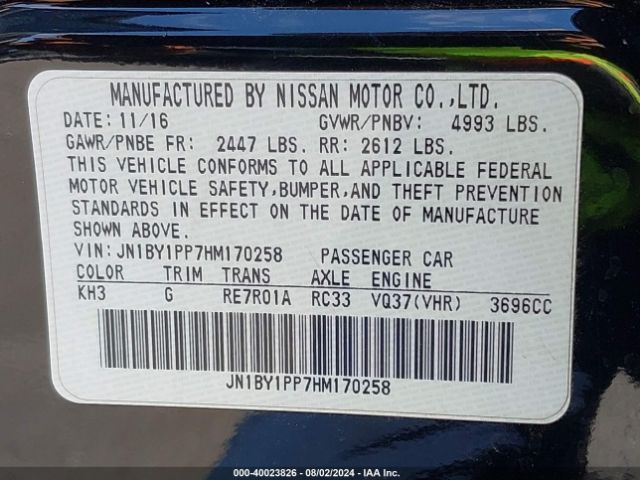 MANUFACTURED BY NISSAN MOTOR CO.,LTD.
DATE: 11/16 GVWR/PNBV: 4993 LBS.
GAWR/PNBE FR: 2447 LBS. RR: 2612 LBS.
THIS VEHICLE CONFORMS TO ALL APPLICABLE FEDERAL
MOTOR VEHICLE SAFETY,BUMPER,AND THEFT PREVENTION
STANDARDS IN EFFECT ON THE DATE OF MANUFACTURE
SHOWN ABOVE.
VIN: JN1BY1PP7HM170258 PASSENGER CAR
COLOR TRIM TRANS AXLE ENGINE
KH3 G RE7R01A RC33 VQ37(VHR) 3696CC
JN1BY1PP7HM170258
000-40023826 - 08/02/2024 - IAA Inc.